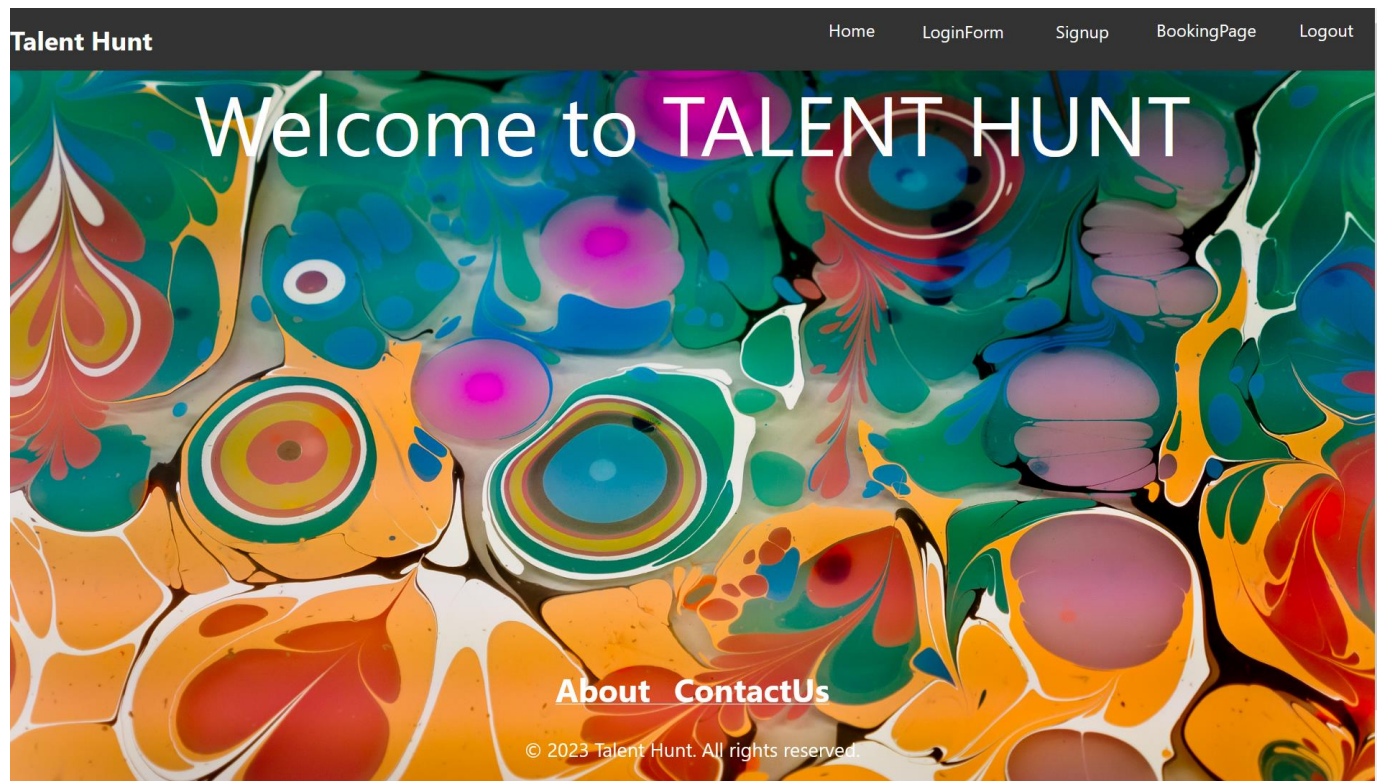 Talent Hunt
Home LoginForm Signup BookingPage Logout
Welcome to TALENT HUNT
About ContactUs
© 2023 Talent Hunt. All rights reserved.